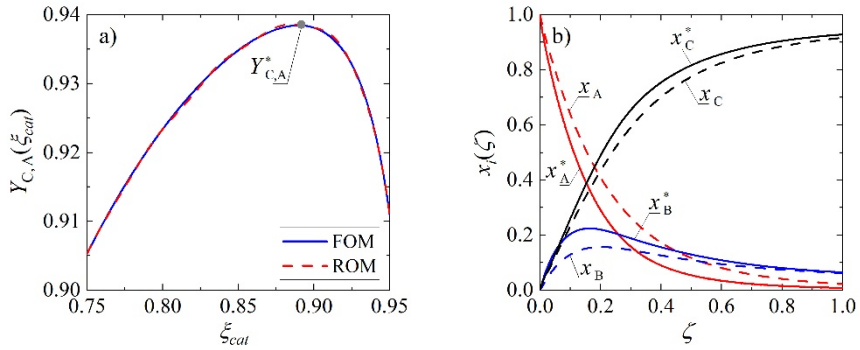 a)
Y*C,A
FOM
ROM
YC,A(ξcat)
0.94
0.93
0.92
0.91
0.90
0.75
0.80
0.85
0.90
0.95
ξcat
b)
x*C
xA
xC
x*A
x*B
xB
xi(ζ)
1.0
0.8
0.6
0.4
0.2
0.0
0.0
0.2
0.4
0.6
0.8
1.0
ζ